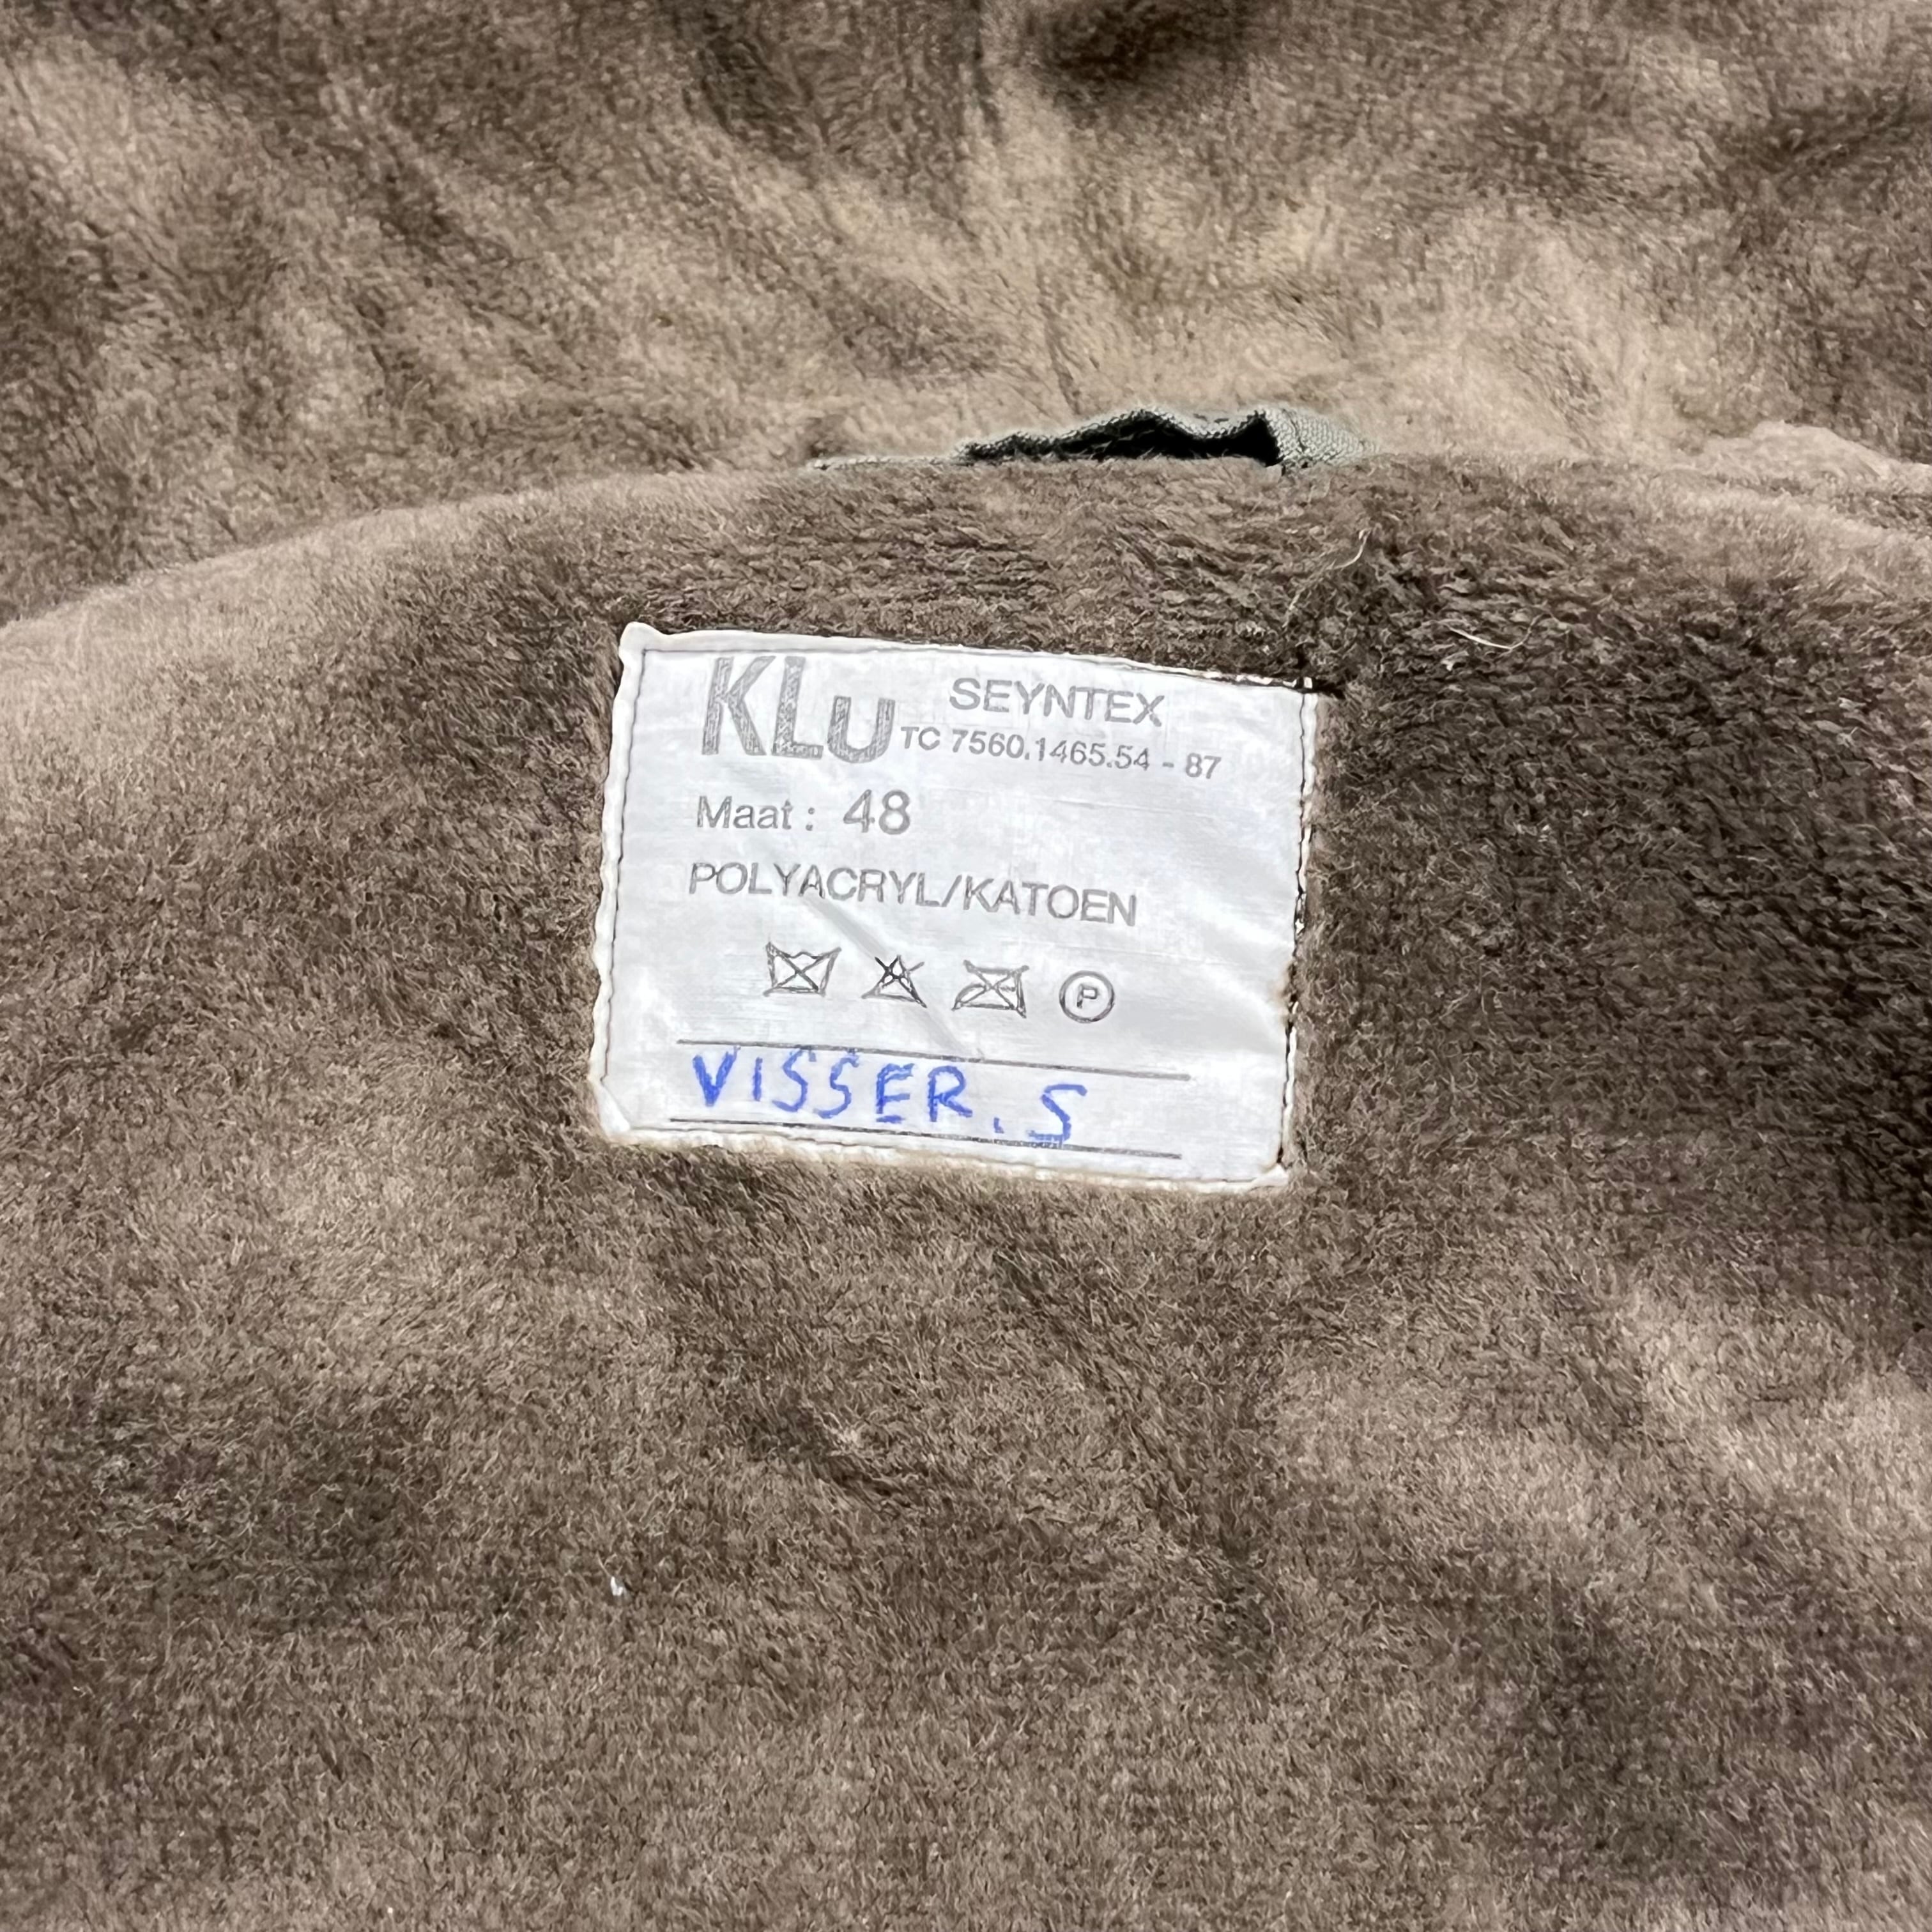 KLu SEYNTEX
TC 7560.1465.54 - 87
Maat : 48
POLYACRYL/KATOEN
P
VISSER. S